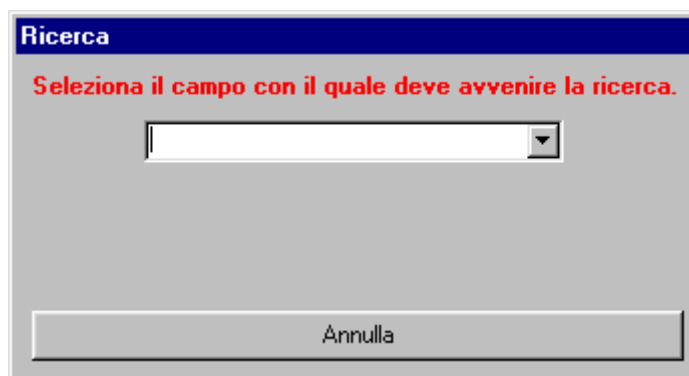 Ricerca
Seleziona il campo con il quale deve avvenire la ricerca.
Annulla